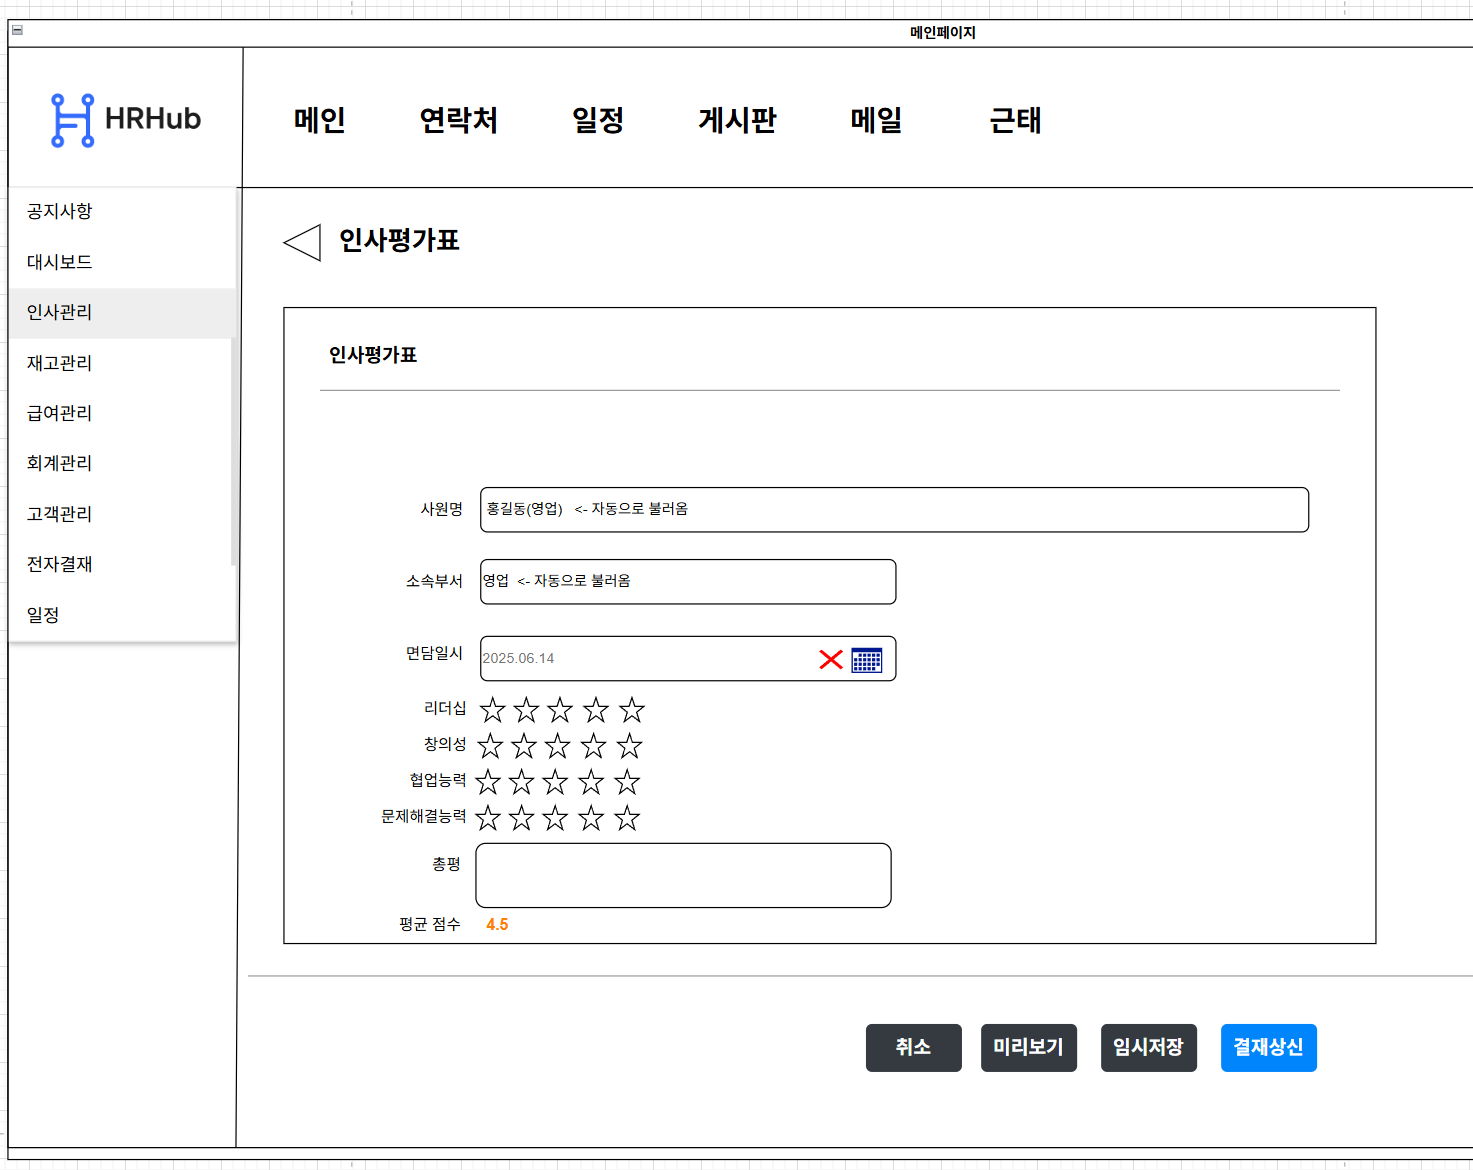 메인페이지
HRHub
메인 연락처 일정 게시판 메일 근태
공지사항
대시보드
인사관리
재고관리
급여관리
회계관리
고객관리
전자결재
일정
인사평가표
인사평가표
사원명 홍길동(영업) <- 자동으로 불러옴
소속부서 영업 <- 자동으로 불러옴
면담일시 2025.06.14
리더십
창의성
협업능력
문제해결능력
총평
평균 점수 4.5
취소 미리보기 임시저장 결재상신